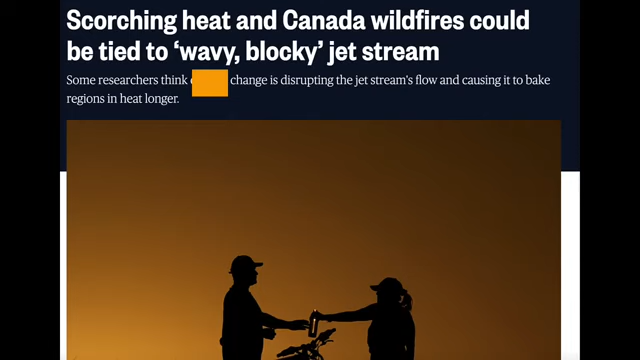 Scorching heat and Canada wildfires could
be tied to ‘wavy, blocky’ jet stream
Some researchers think change is disrupting the jet stream's flow and causing it to bake
regions in heat longer.